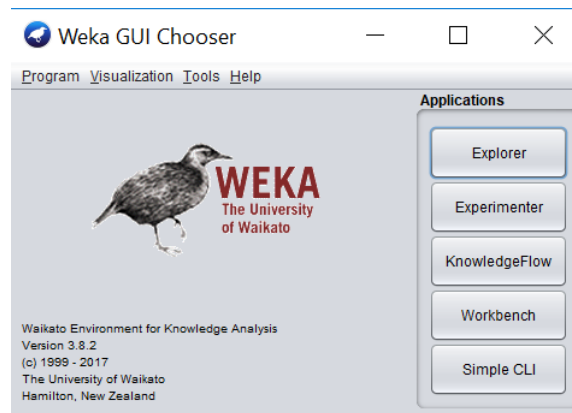 Weka GUI Chooser
Program Visualization Tools Help
Applications
Explorer
Experimenter
KnowledgeFlow
Workbench
Simple CLI
WEKA
The University
of Waikato
Waikato Environment for Knowledge Analysis
Version 3.8.2
(c) 1999 - 2017
The University of Waikato
Hamilton, New Zealand